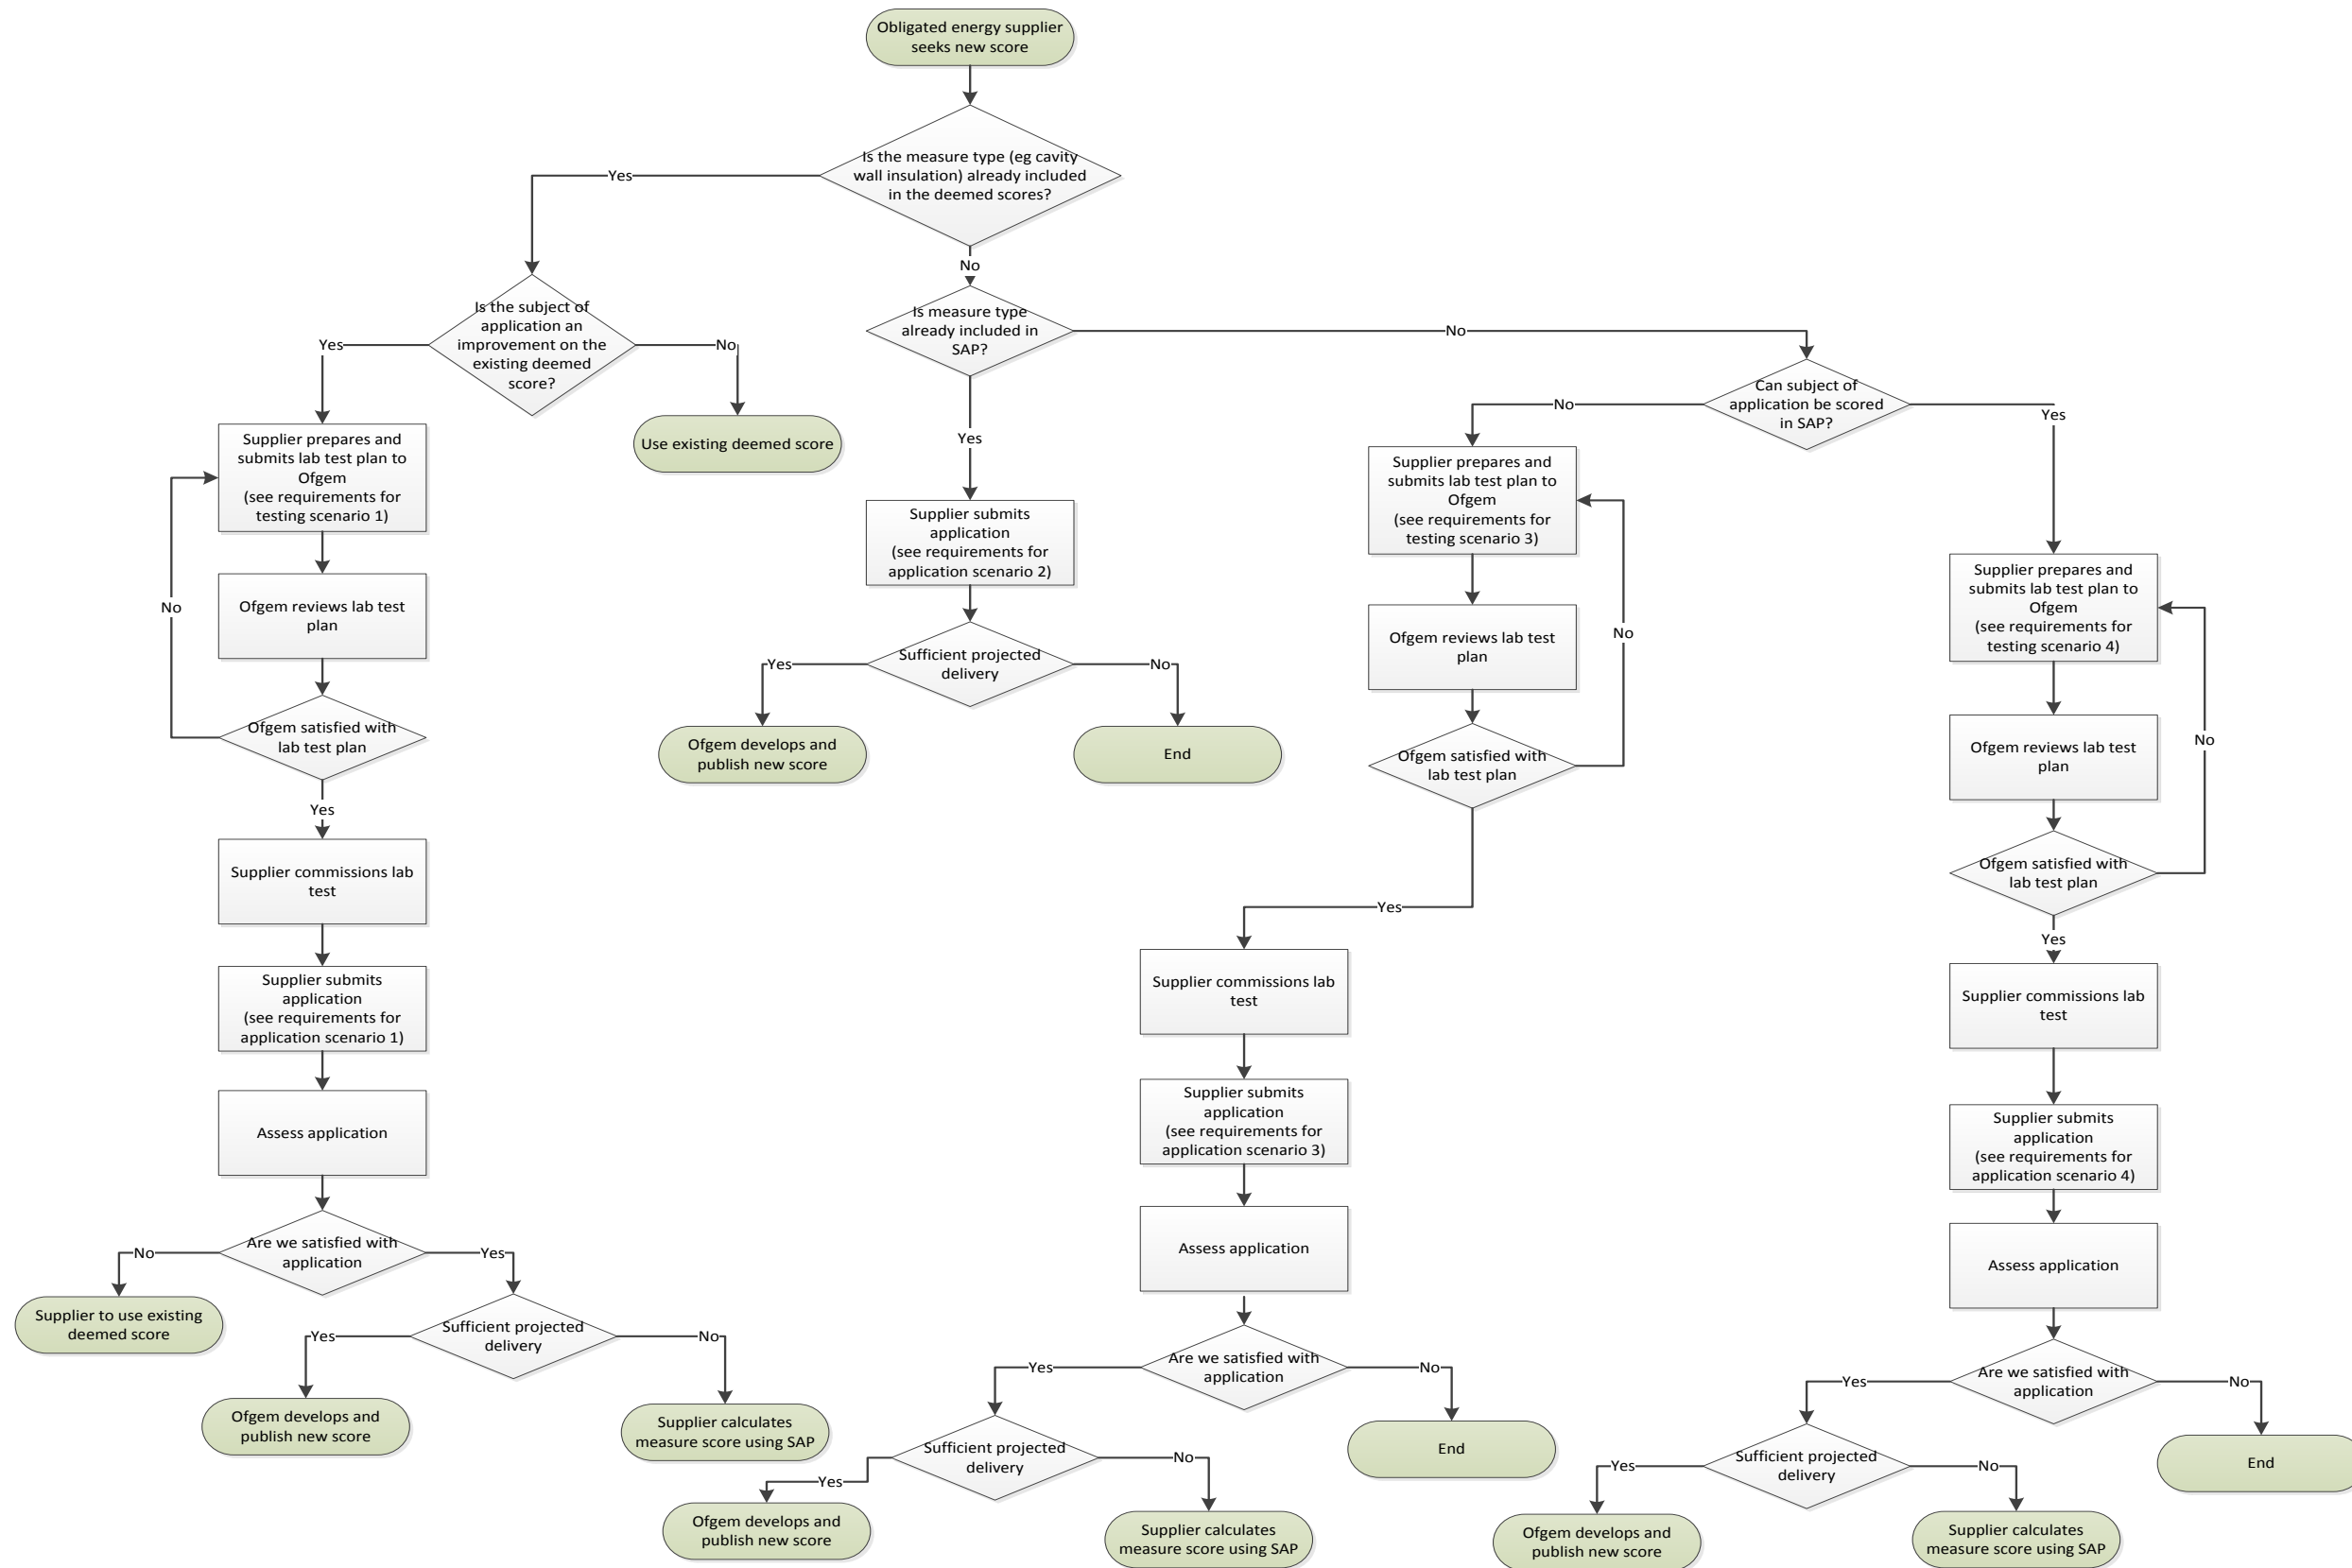 Obligated energy supplier
seeks new score
Is the measure type (eg cavity
wall insulation) already included
in the deemed scores?
Yes
No
Is the subject of
application an
improvement on the
existing deemed
score?
Yes
No
Use existing deemed score
Supplier prepares and
submits lab test plan to
Ofgem
(see requirements for
testing scenario 1)
Ofgem reviews lab test
plan
Ofgem satisfied with
lab test plan
No
Yes
Supplier commissions lab
test
Supplier submits
application
(see requirements for
application scenario 1)
Assess application
Are we satisfied with
application
No
Yes
Supplier to use existing
deemed score
Sufficient projected
delivery
Yes
No
Ofgem develops and
publish new score
Supplier calculates
measure score using SAP
Is measure type
already included in
SAP?
No
Yes
Supplier submits
application
(see requirements for
application scenario 2)
Sufficient projected
delivery
Yes
No
Ofgem develops and
publish new score
End
Can subject of
application be scored
in SAP?
No
Yes
Supplier prepares and
submits lab test plan to
Ofgem
(see requirements for
testing scenario 3)
Ofgem reviews lab test
plan
Ofgem satisfied with
lab test plan
No
Yes
Supplier commissions lab
test
Supplier submits
application
(see requirements for
application scenario 3)
Assess application
Are we satisfied with
application
Yes
No
End
Sufficient projected
delivery
Yes
No
Ofgem develops and
publish new score
Supplier calculates
measure score using SAP
Supplier prepares and
submits lab test plan to
Ofgem
(see requirements for
testing scenario 4)
Ofgem reviews lab test
plan
Ofgem satisfied with
lab test plan
No
Yes
Supplier commissions lab
test
Supplier submits
application
(see requirements for
application scenario 4)
Assess application
Are we satisfied with
application
Yes
No
End
Sufficient projected
delivery
Yes
No
Ofgem develops and
publish new score
Supplier calculates
measure score using SAP